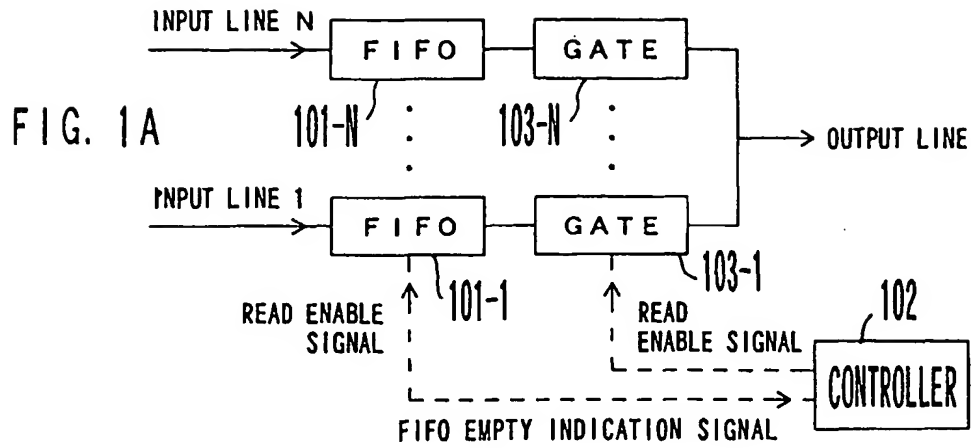 INPUT LINE N
FIFO
GATE
101-N
103-N
FIG. 1A
OUTPUT LINE
INPUT LINE 1
FIFO
GATE
101-1
103-1
READ ENABLE
SIGNAL
READ
ENABLE SIGNAL
102
CONTROLLER
FIFO EMPTY INDICATION SIGNAL